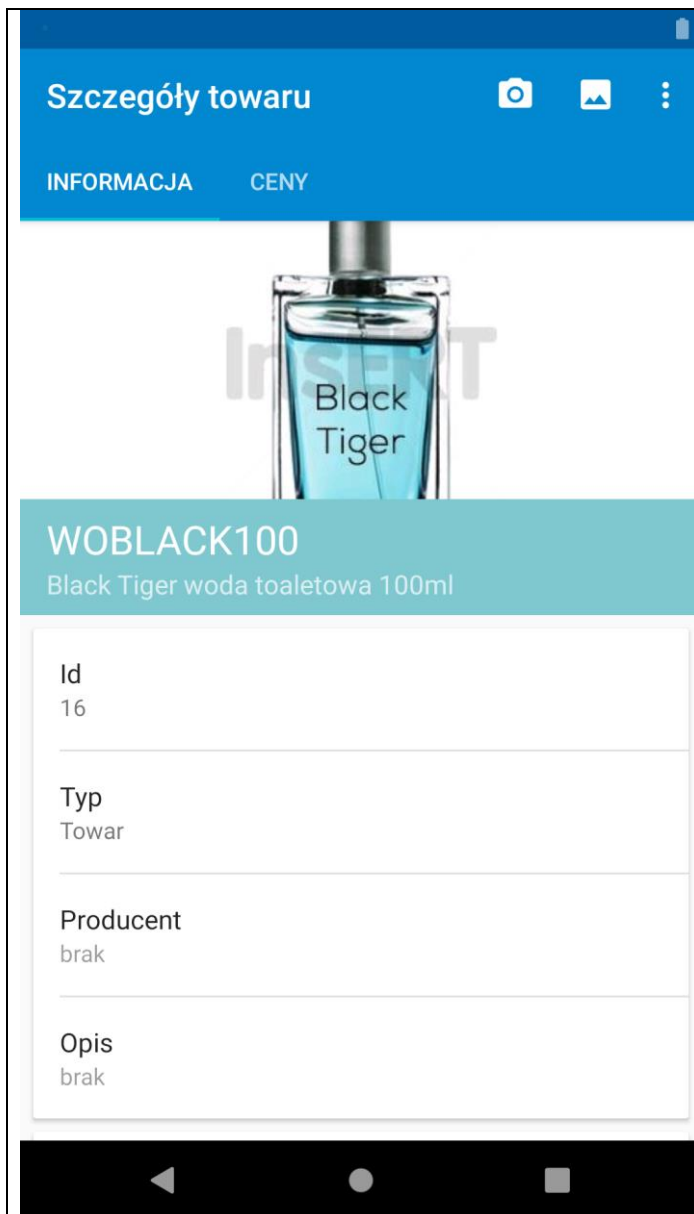 Szczegóły towaru
INFORMACJA CENY
InsERT
Black
Tiger
WOBLACK100
Black Tiger woda toaletowa 100ml
Id
16
Typ
Towar
Producent
brak
Opis
brak